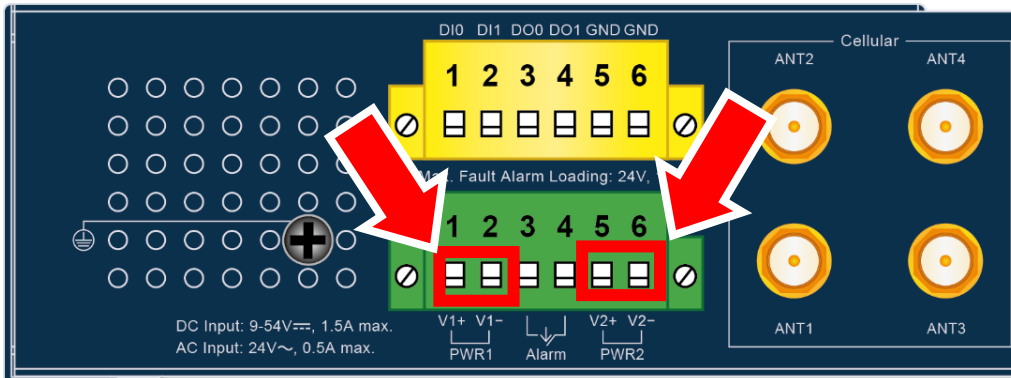 DI0 DI1 DO0 DO1 GND GND
1 2 3 4 5 6
Cellular
ANT2 ANT4
Fault Alarm Loading: 24V,
1 2 3 4 5 6
V1+ V1− V2+ V2−
PWR1 Alarm PWR2
DC Input: 9-54V⎓, 1.5A max.
AC Input: 24V～, 0.5A max.
ANT1 ANT3